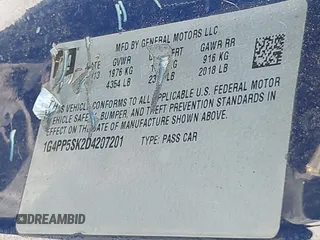 MFD BY GENERAL MOTORS LLC
GVWR GAWR RR
1976 KG 916 KG
4354 LB 2018 LB
VEHICLE CONFORMS TO ALL APPLICABLE U.S. FEDERAL MOTOR
VEHICLE SAFETY, BUMPER, AND THEFT PREVENTION STANDARDS IN
EFFECT ON THE DATE OF MANUFACTURE SHOWN ABOVE.
1G4PP5SK2D4207201 TYPE: PASS CAR
DREAMBID